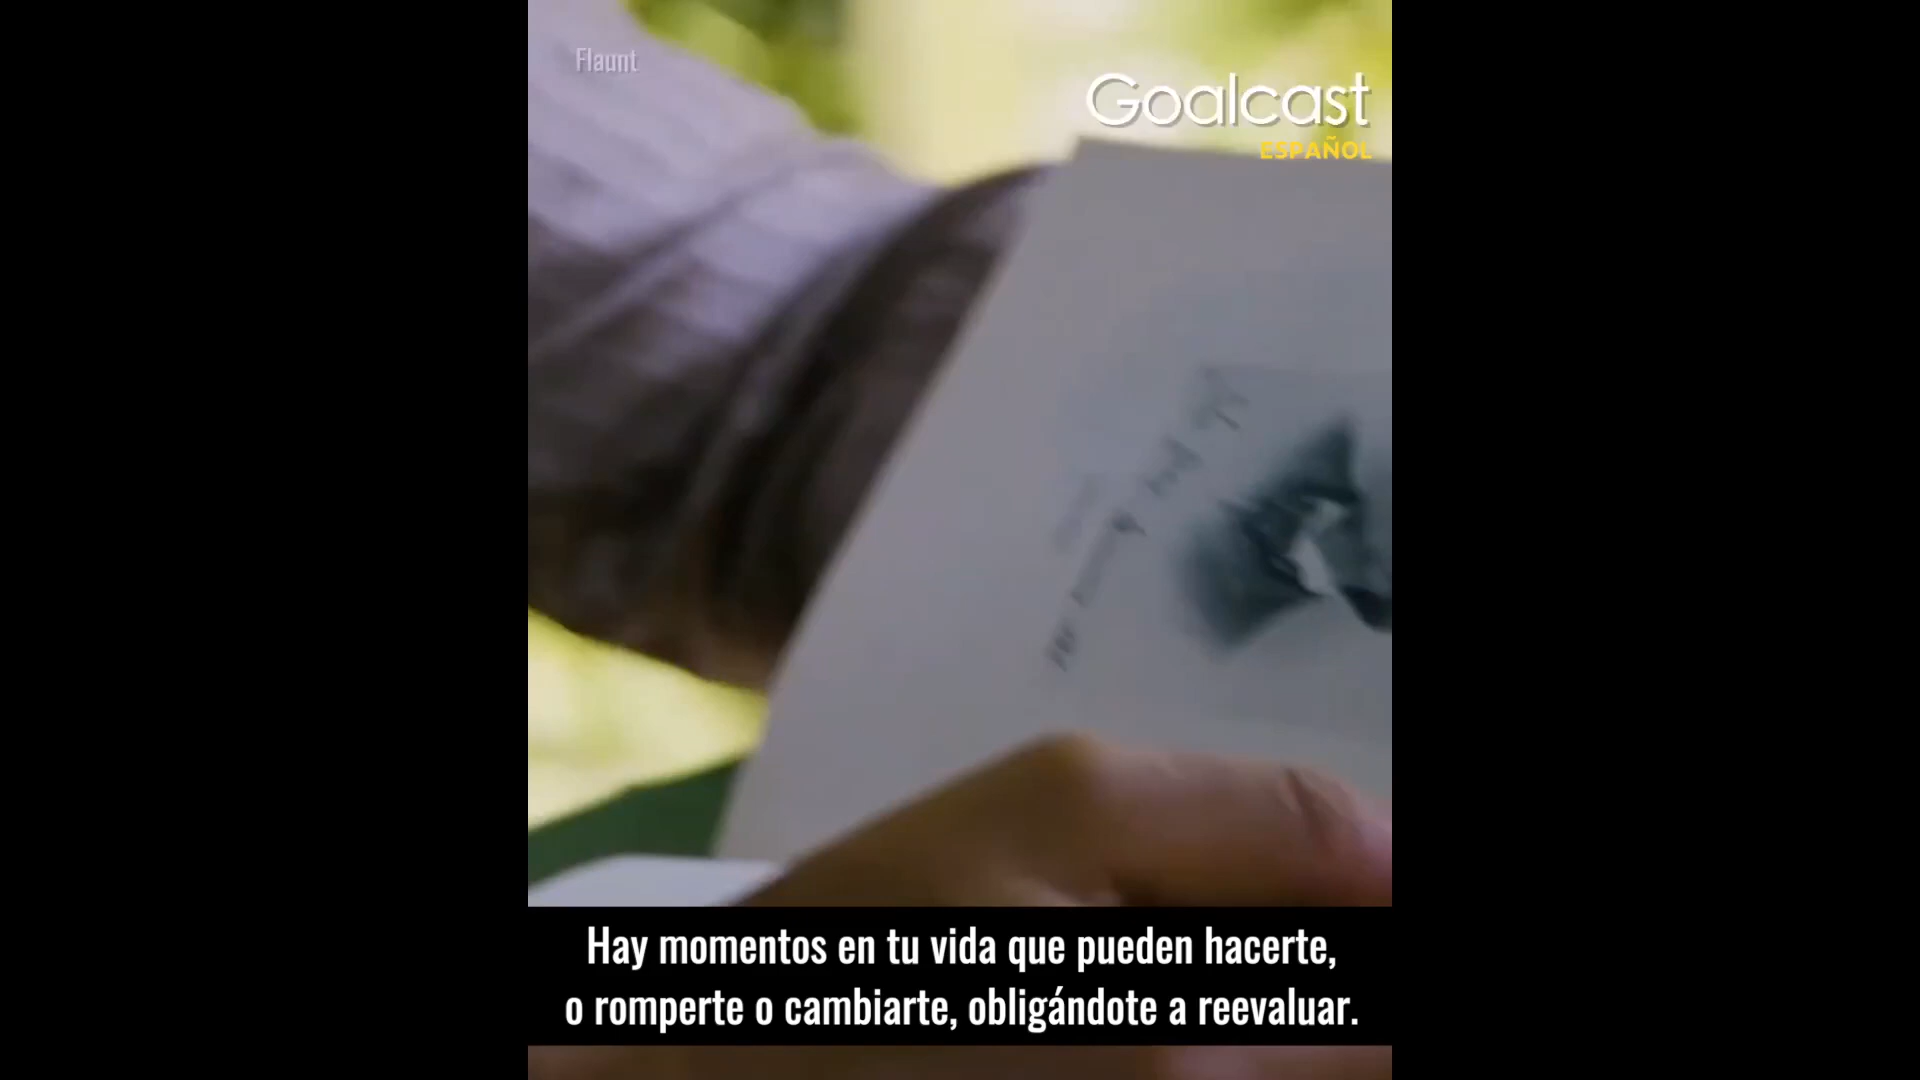 Flaunt
Goalcast
ESPAÑOL
Hay momentos en tu vida que pueden hacerte,
o romperte o cambiarte, obligándote a reevaluar.